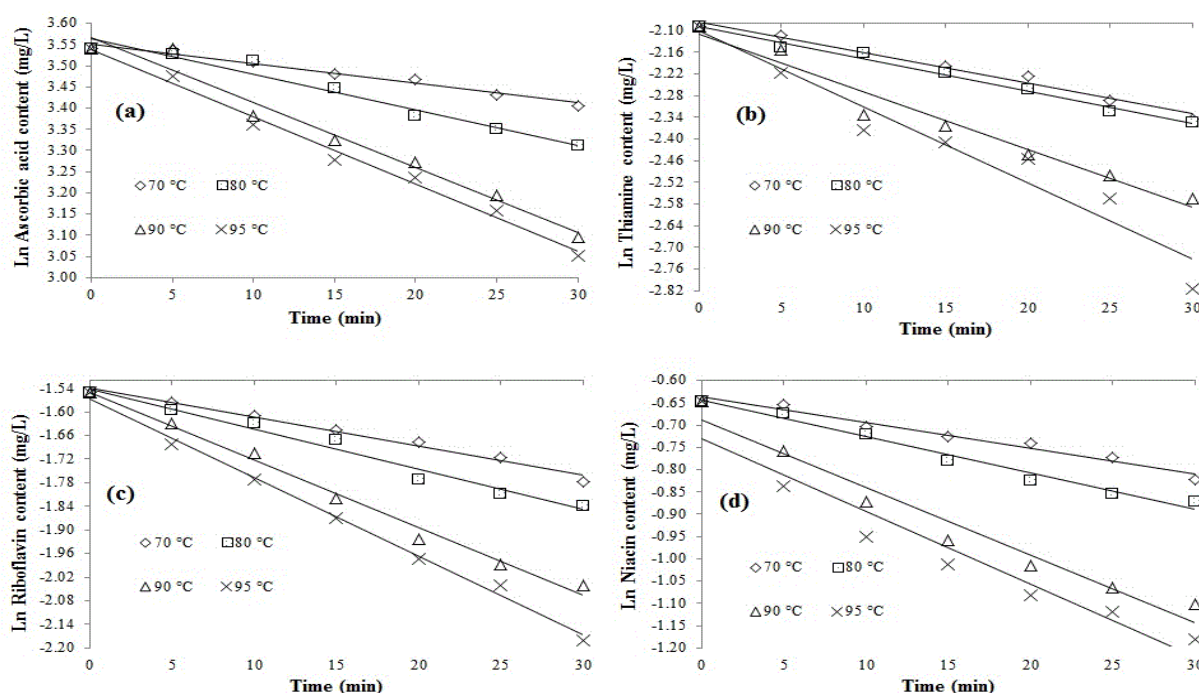 3.60
3.55
3.50
3.45
3.40
3.35
3.30
3.25
3.20
3.15
3.10
3.05
3.00
Ln Ascorbic acid content (mg/L)
(a)
70 °C 80 °C
90 °C 95 °C
0 5 10 15 20 25 30
Time (min)
-2.10
-2.16
-2.22
-2.28
-2.34
-2.40
-2.46
-2.52
-2.58
-2.64
-2.70
-2.76
-2.82
Ln Thiamine content (mg/L)
(b)
70 °C 80 °C
90 °C 95 °C
0 5 10 15 20 25 30
Time (min)
-1.54
-1.60
-1.66
-1.72
-1.78
-1.84
-1.90
-1.96
-2.02
-2.08
-2.14
-2.20
Ln Riboflavin content (mg/L)
(c)
70 °C 80 °C
90 °C 95 °C
0 5 10 15 20 25 30
Time (min)
-0.60
-0.65
-0.70
-0.75
-0.80
-0.85
-0.90
-0.95
-1.00
-1.05
-1.10
-1.15
-1.20
Ln Niacin content (mg/L)
(d)
70 °C 80 °C
90 °C 95 °C
0 5 10 15 20 25 30
Time (min)